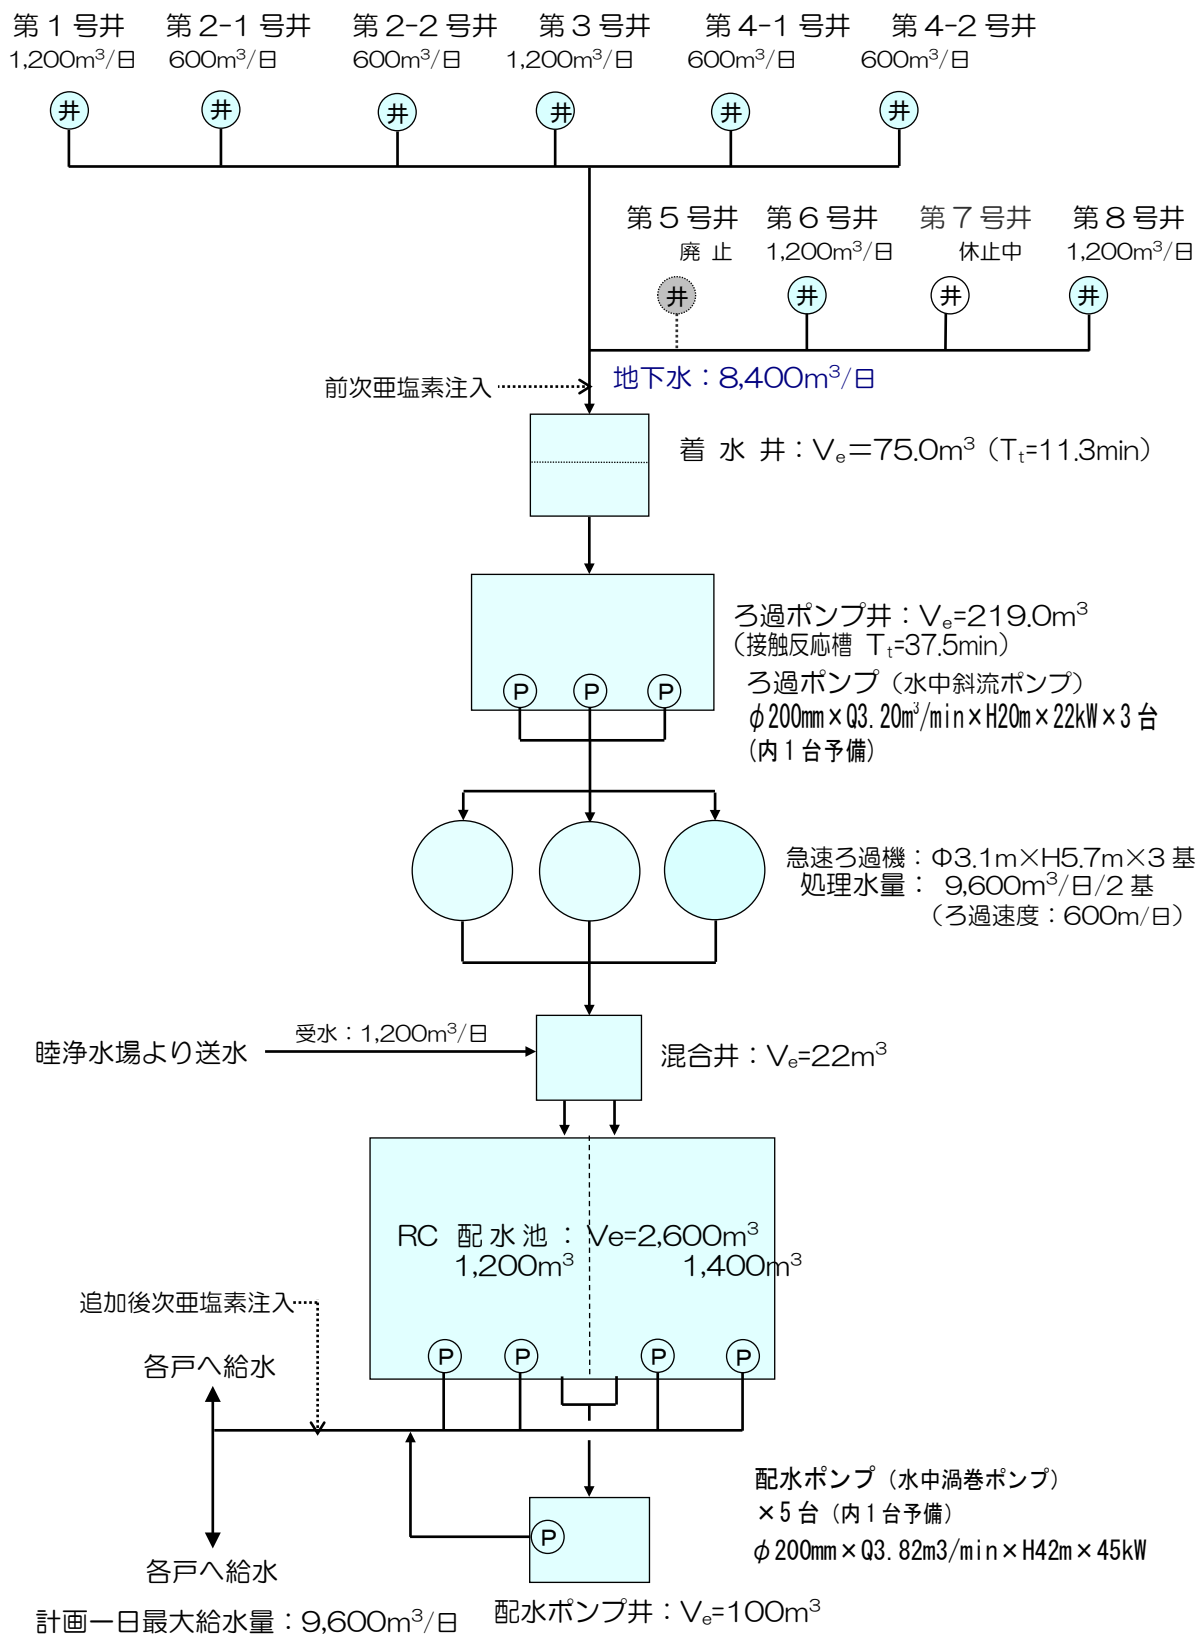 第1号井 第2-1号井 第2-2号井 第3号井 第4-1号井 第4-2号井
1,200m³/日 600m³/日 600m³/日 1,200m³/日 600m³/日 600m³/日
井 井 井 井 井 井
第5号井 第6号井 第7号井 第8号井
廃 止 1,200m³/日 休止中 1,200m³/日
井 井 井 井
地下水：8,400m³/日
前次亜塩素注入
着 水 井：Vₑ＝75.0m³（Tₜ=11.3min）
ろ過ポンプ井：Vₑ=219.0m³
（接触反応槽 Tₜ=37.5min）
ろ過ポンプ（水中斜流ポンプ）
P P P
φ200mm×Q3.20m³/min×H20m×22kW×3台
(内1台予備)
急速ろ過機：Φ3.1m×H5.7m×3基
処理水量： 9,600m³/日/2基
（ろ過速度：600m/日）
受水：1,200m³/日
睦浄水場より送水
混合井：Vₑ=22m³
RC 配水池：Ve=2,600m³
1,200m³ 1,400m³
追加後次亜塩素注入
P P P P
各戸へ給水
配水ポンプ（水中渦巻ポンプ）
×5台（内1台予備）
P
φ200mm×Q3.82m3/min×H42m×45kW
各戸へ給水
配水ポンプ井：Vₑ=100m³
計画一日最大給水量：9,600m³/日